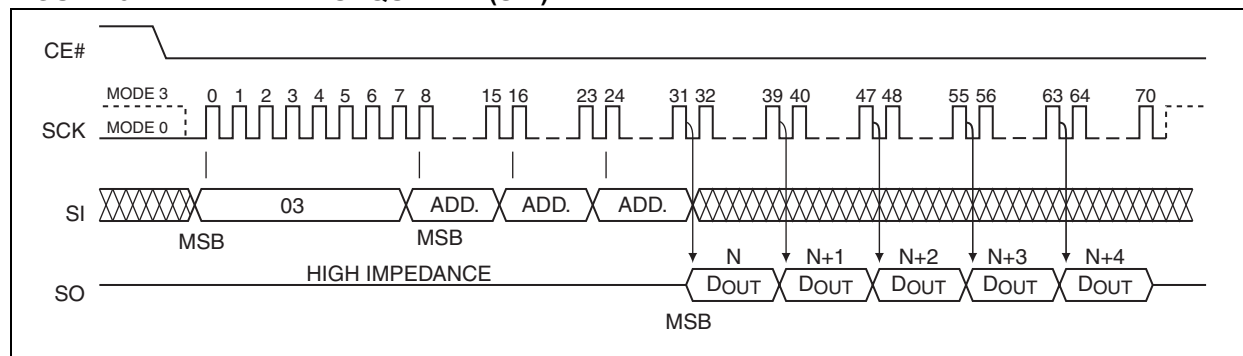 CE#
MODE 3
0 1 2 3 4 5 6 7 8 15 16 23 24 31 32 39 40 47 48 55 56 63 64 70
SCK
MODE 0
SI
03
ADD.
ADD.
ADD.
MSB
MSB
N
N+1
N+2
N+3
N+4
HIGH IMPEDANCE
SO
DOUT
DOUT
DOUT
DOUT
DOUT
MSB